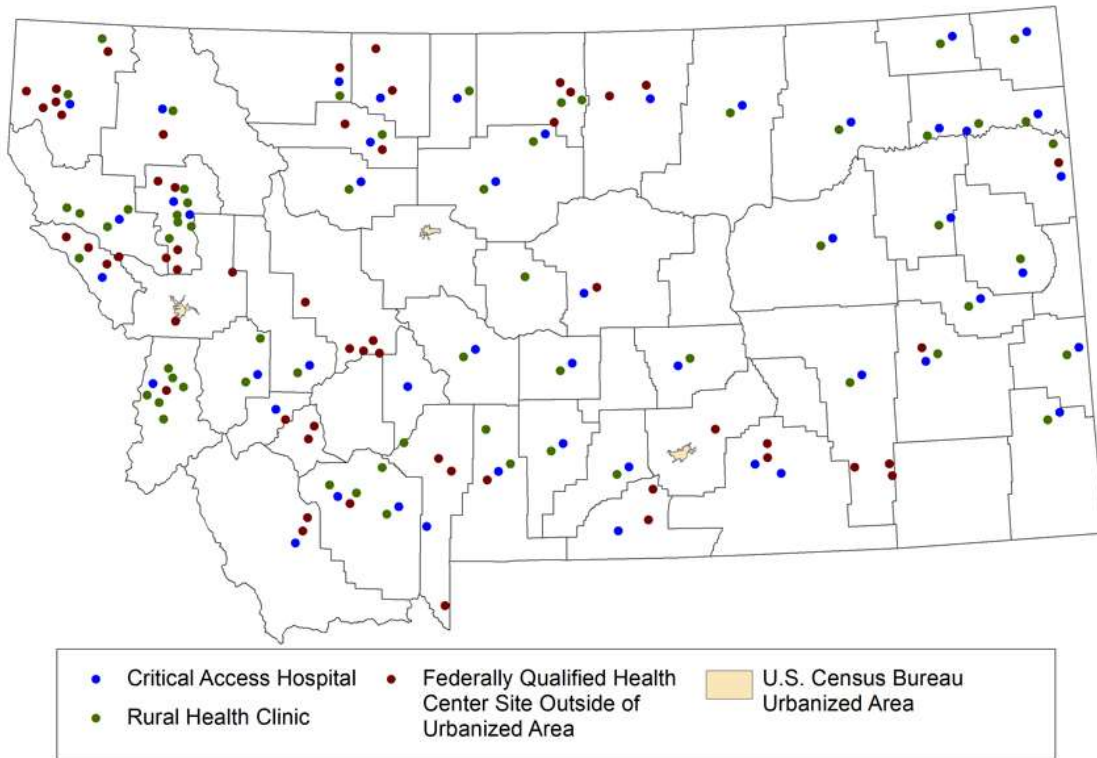 Critical Access Hospital
Rural Health Clinic
Federally Qualified Health
Center Site Outside of
Urbanized Area
U.S. Census Bureau
Urbanized Area